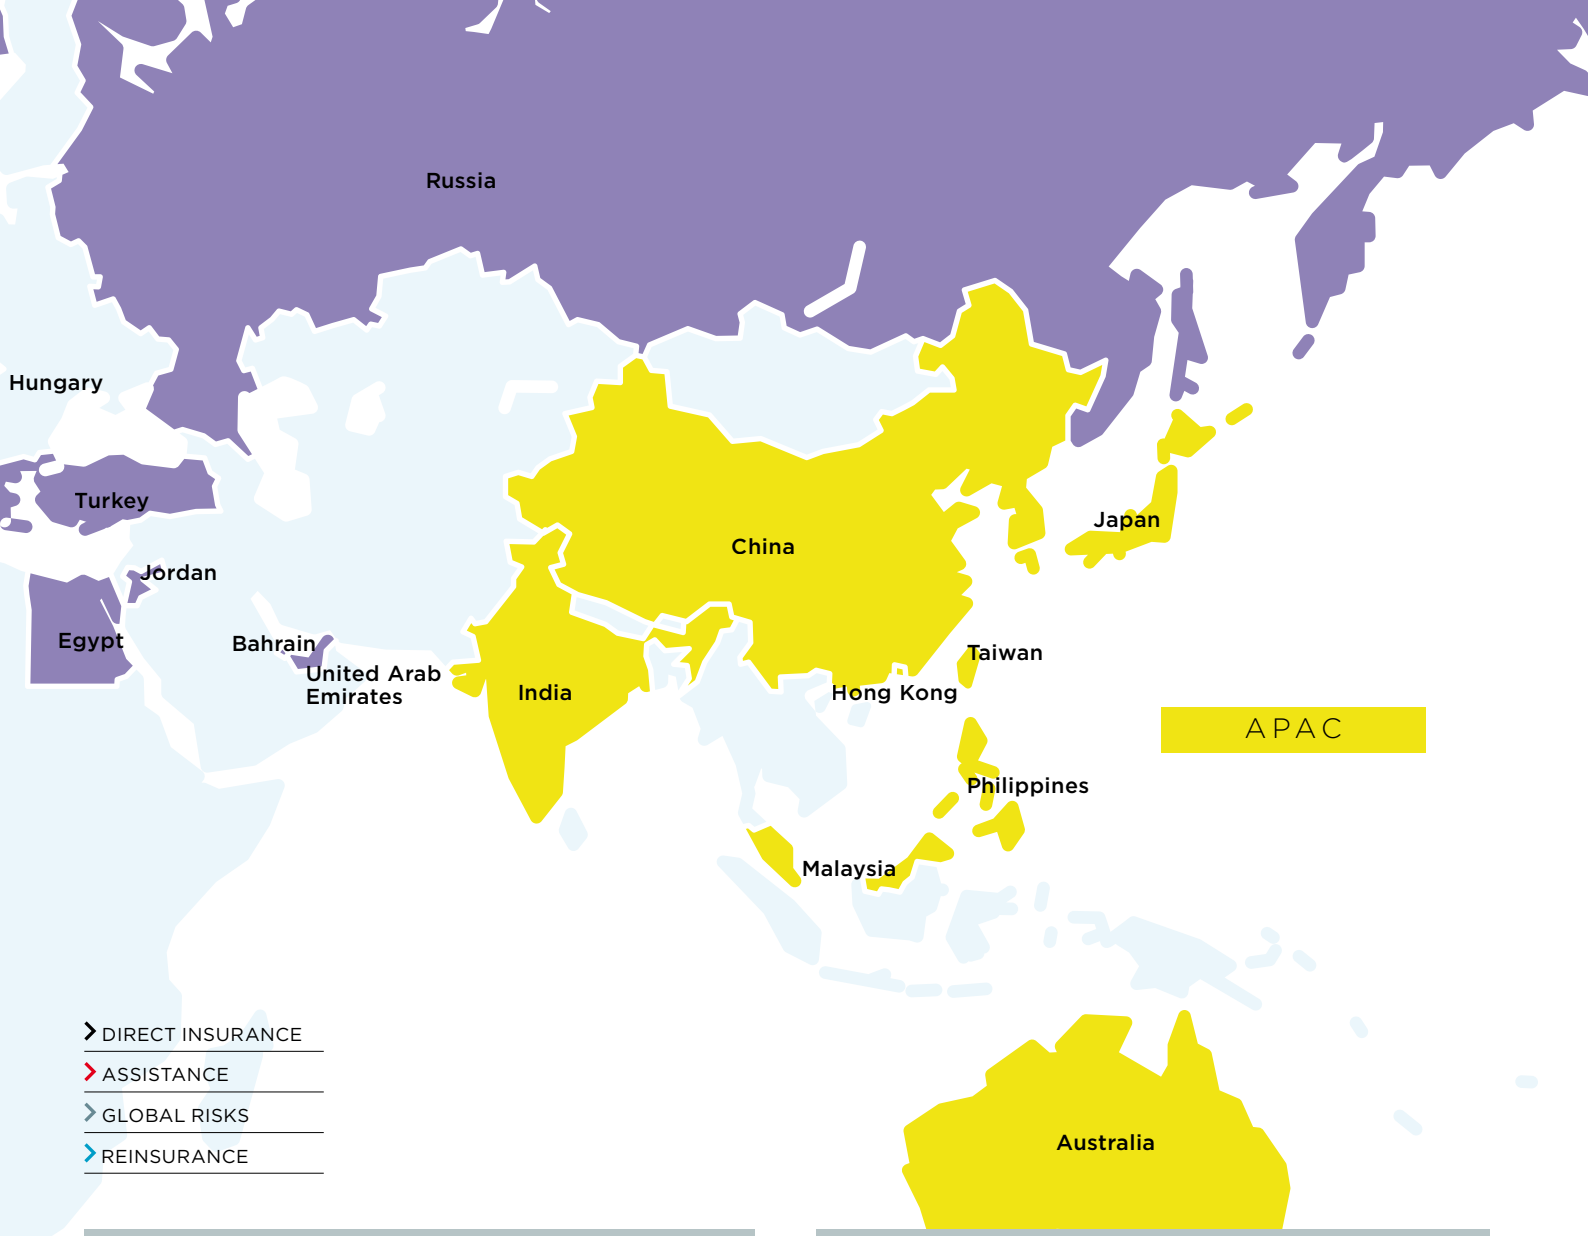 Russia
Hungary
Turkey
Jordan
Egypt
Bahrain
United Arab
Emirates
India
China
Japan
Taiwan
Hong Kong
APAC
Philippines
Malaysia
Australia
DIRECT INSURANCE
ASSISTANCE
GLOBAL RISKS
REINSURANCE